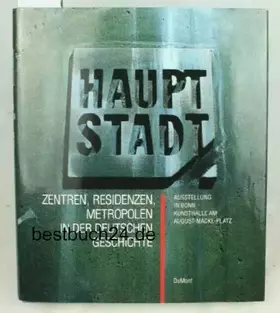 HAUPT
STADT
ZENTREN, RESIDENZEN,
METROPOLEN
IN DER DEUTSCHEN
GESCHICHTE
AUSSTELLUNG
IN BONN
KUNSTHALLE AM
AUGUST-MACKE-PLATZ
DuMont
bestbuch24.de